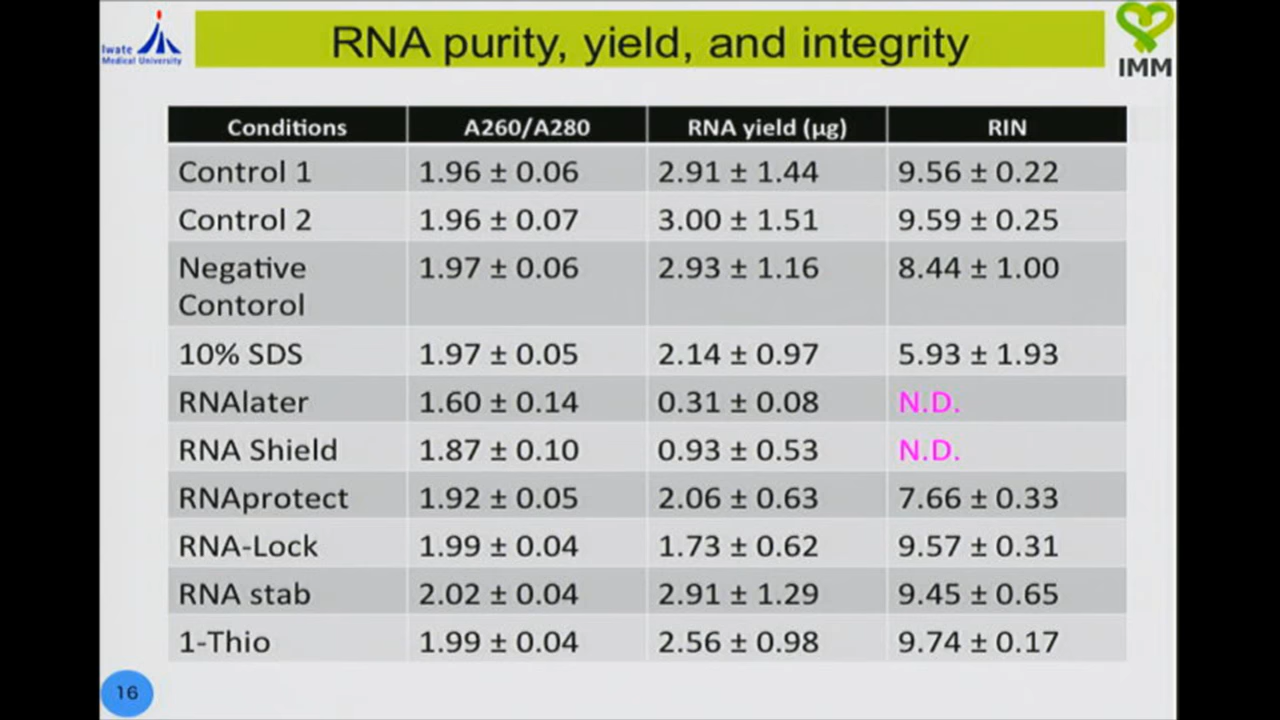 Iwate
Medical University
RNA purity, yield, and integrity
IMM
Conditions A260/A280 RNA yield (µg) RIN
Control 1 1.96 ± 0.06 2.91 ± 1.44 9.56 ± 0.22
Control 2 1.96 ± 0.07 3.00 ± 1.51 9.59 ± 0.25
Negative 1.97 ± 0.06 2.93 ± 1.16 8.44 ± 1.00
Contorol
10% SDS 1.97 ± 0.05 2.14 ± 0.97 5.93 ± 1.93
RNAlater 1.60 ± 0.14 0.31 ± 0.08 N.D.
RNA Shield 1.87 ± 0.10 0.93 ± 0.53 N.D.
RNAprotect 1.92 ± 0.05 2.06 ± 0.63 7.66 ± 0.33
RNA-Lock 1.99 ± 0.04 1.73 ± 0.62 9.57 ± 0.31
RNA stab 2.02 ± 0.04 2.91 ± 1.29 9.45 ± 0.65
1-Thio 1.99 ± 0.04 2.56 ± 0.98 9.74 ± 0.17
16